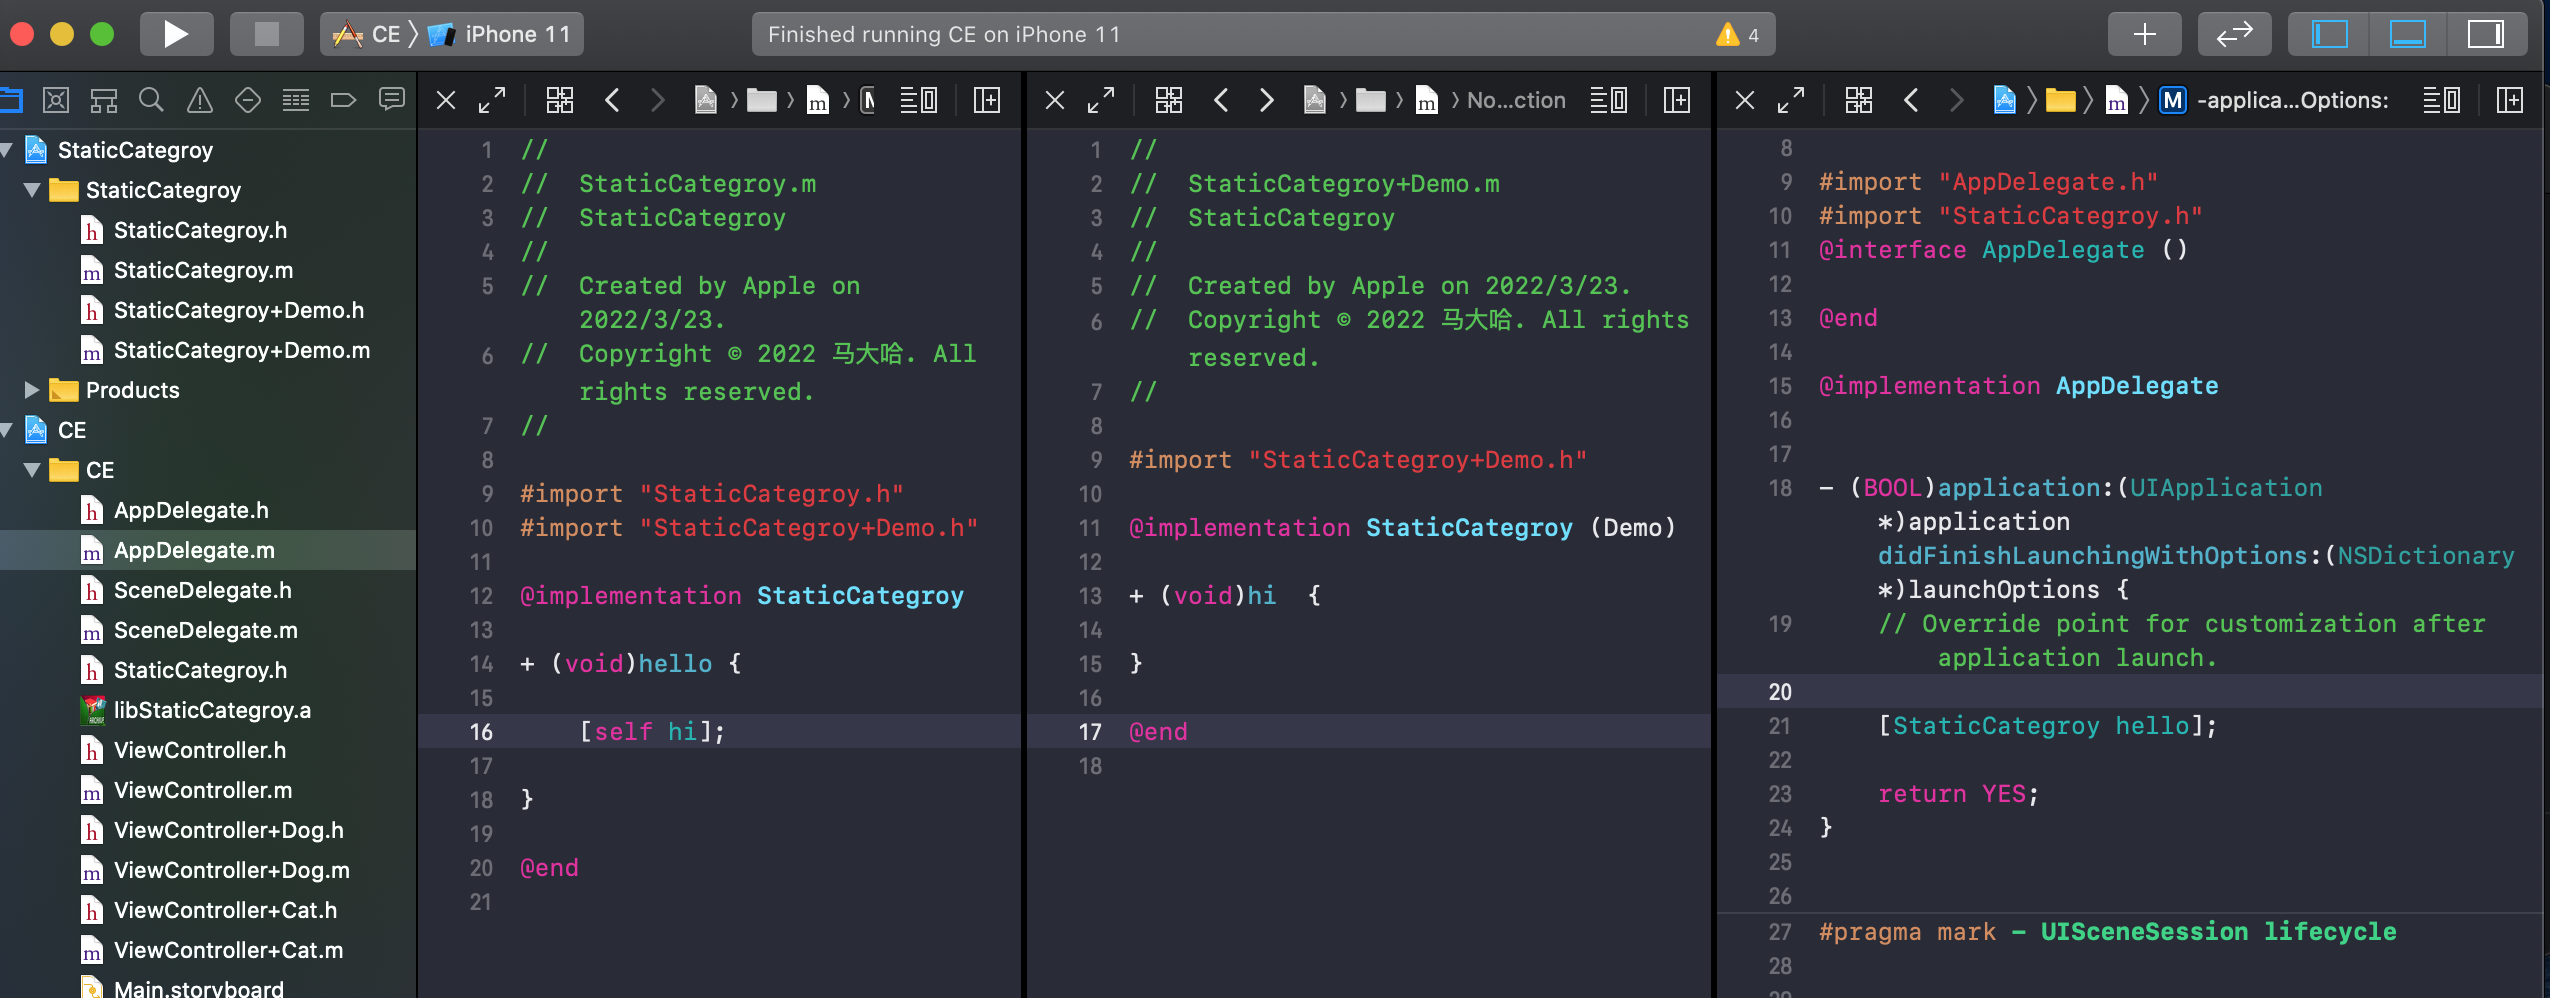 CE 〉 iPhone 11
Finished running CE on iPhone 11
4
No...ction
M -applica...Options:
StaticCategroy
StaticCategroy
h StaticCategroy.h
m StaticCategroy.m
h StaticCategroy+Demo.h
m StaticCategroy+Demo.m
Products
CE
CE
h AppDelegate.h
m AppDelegate.m
h SceneDelegate.h
m SceneDelegate.m
h StaticCategroy.h
libStaticCategroy.a
h ViewController.h
m ViewController.m
h ViewController+Dog.h
m ViewController+Dog.m
h ViewController+Cat.h
m ViewController+Cat.m
Main.storyboard
1 //
2 //  StaticCategroy.m
3 //  StaticCategroy
4 //
5 //  Created by Apple on
2022/3/23.
6 //  Copyright © 2022 马大哈. All
rights reserved.
7 //
8
9 #import "StaticCategroy.h"
10 #import "StaticCategroy+Demo.h"
11
12 @implementation StaticCategroy
13
14 + (void)hello {
15
16     [self hi];
17
18 }
19
20 @end
21
1 //
2 //  StaticCategroy+Demo.m
3 //  StaticCategroy
4 //
5 //  Created by Apple on 2022/3/23.
6 //  Copyright © 2022 马大哈. All rights
reserved.
7 //
8
9 #import "StaticCategroy+Demo.h"
10
11 @implementation StaticCategroy (Demo)
12
13 + (void)hi  {
14
15 }
16
17 @end
18
8
9 #import "AppDelegate.h"
10 #import "StaticCategroy.h"
11 @interface AppDelegate ()
12
13 @end
14
15 @implementation AppDelegate
16
17
18 - (BOOL)application:(UIApplication
*)application
didFinishLaunchingWithOptions:(NSDictionary
*)launchOptions {
19     // Override point for customization after
application launch.
20
21     [StaticCategroy hello];
22
23     return YES;
24 }
25
26
27 #pragma mark - UISceneSession lifecycle
28
29